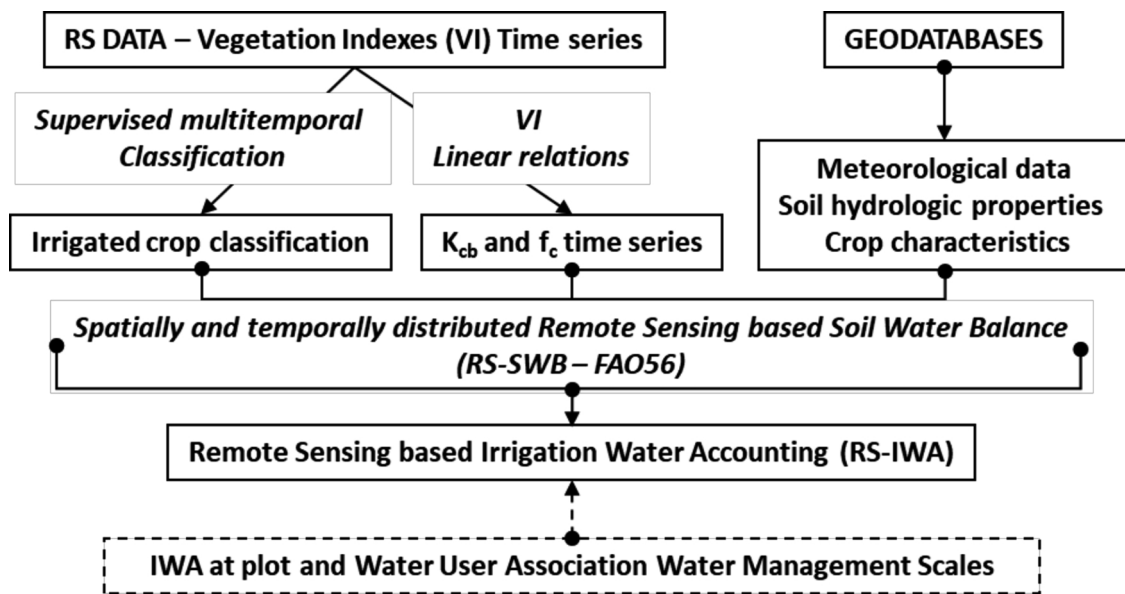 RS DATA – Vegetation Indexes (VI) Time series
GEODATABASES
Supervised multitemporal
Classification
VI
Linear relations
Meteorological data
Soil hydrologic properties
Crop characteristics
Irrigated crop classification
Kcb and fc time series
Spatially and temporally distributed Remote Sensing based Soil Water Balance
(RS-SWB – FAO56)
Remote Sensing based Irrigation Water Accounting (RS-IWA)
IWA at plot and Water User Association Water Management Scales